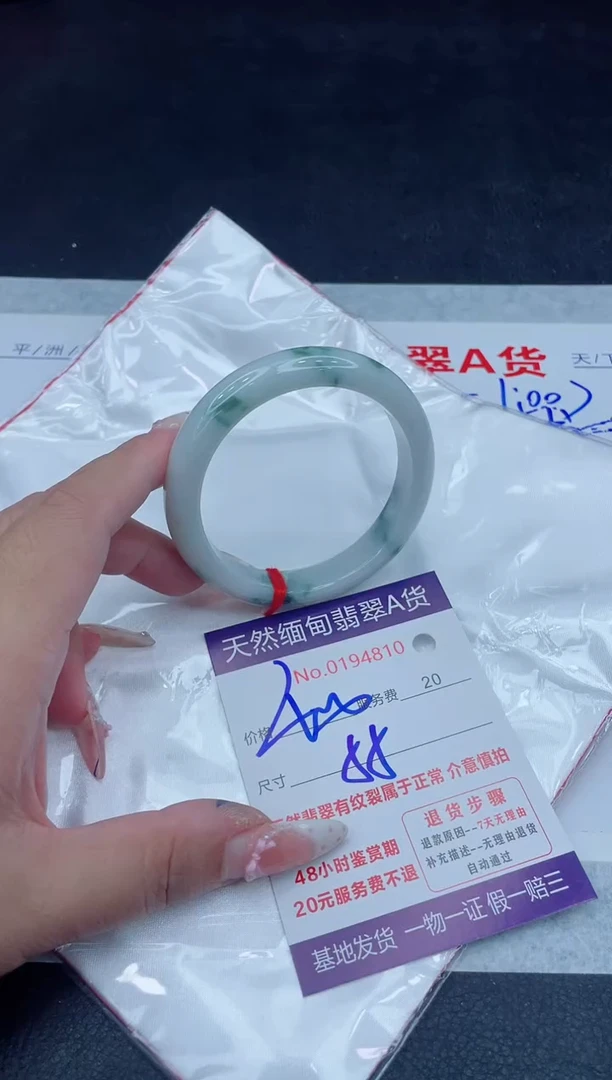 平/洲/
翠A货
天/
天然缅甸翡翠A货
No.0194810
价格
服务费 20
尺寸
然翡翠有纹裂属于正常 介意慎拍
48小时鉴赏期
20元服务费不退
退货步骤
退款原因--7天无理由
补充描述--无理由退货
自动通过
基地发货 一物一证 假一赔三